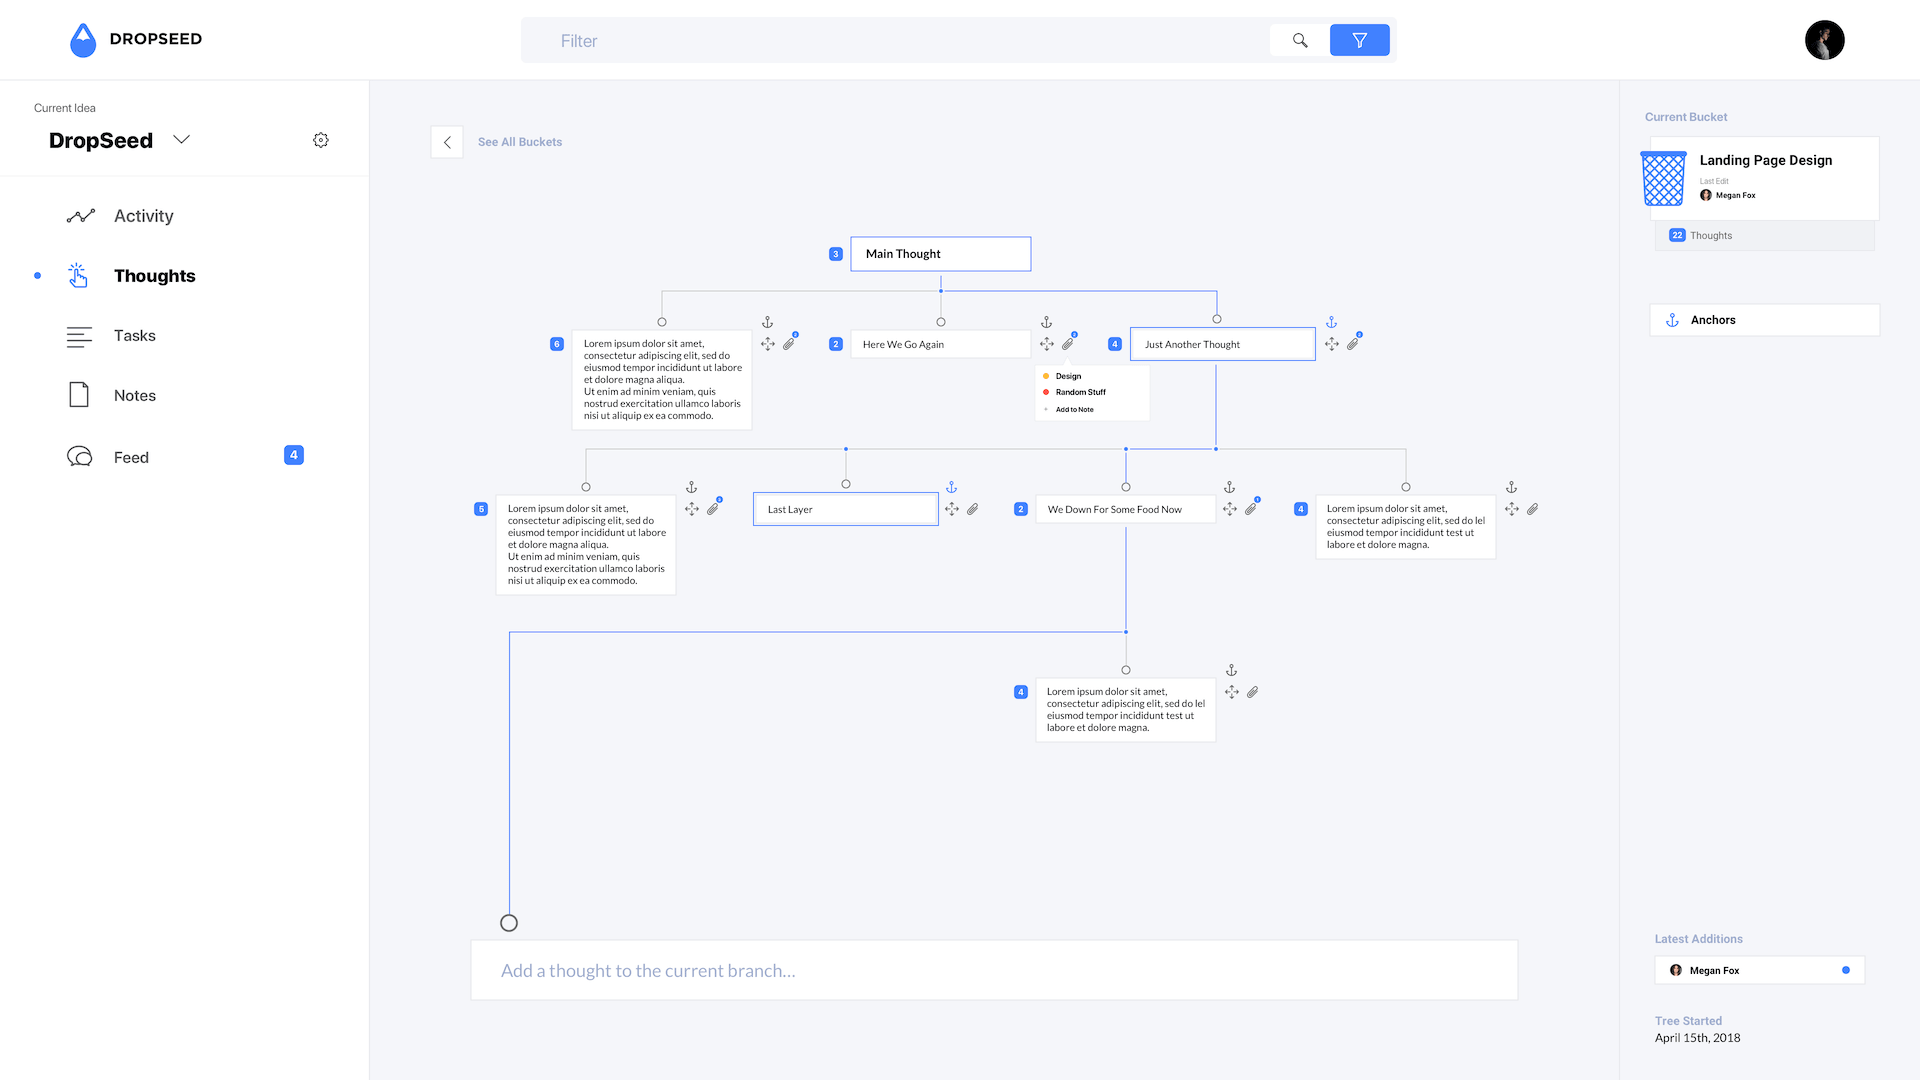 DROPSEED
Filter
Current Idea
DropSeed
Activity
Thoughts
Tasks
Notes
Feed
4
See All Buckets
3
Main Thought
6
Lorem ipsum dolor sit amet,
consectetur adipiscing elit, sed do
eiusmod tempor incididunt ut labore
et dolore magna aliqua.
Ut enim ad minim veniam, quis
nostrud exercitation ullamco laboris
nisi ut aliquip ex ea commodo.
2
Here We Go Again
Design
Random Stuff
+ Add to Note
4
Just Another Thought
5
Lorem ipsum dolor sit amet,
consectetur adipiscing elit, sed do
eiusmod tempor incididunt ut labore
et dolore magna aliqua.
Ut enim ad minim veniam, quis
nostrud exercitation ullamco laboris
nisi ut aliquip ex ea commodo.
Last Layer
2
We Down For Some Food Now
4
Lorem ipsum dolor sit amet,
consectetur adipiscing elit, sed do lel
eiusmod tempor incididunt test ut
labore et dolore magna.
4
Lorem ipsum dolor sit amet,
consectetur adipiscing elit, sed do lel
eiusmod tempor incididunt test ut
labore et dolore magna.
Add a thought to the current branch...
Current Bucket
Landing Page Design
Last Edit
Megan Fox
22 Thoughts
Anchors
Latest Additions
Megan Fox
Tree Started
April 15th, 2018